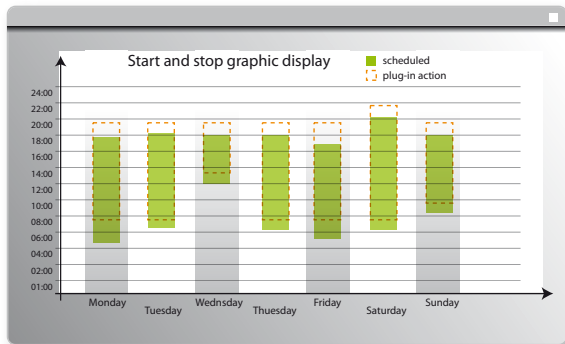 Start and stop graphic display
scheduled
plug-in action
24:00
22:00
20:00
18:00
16:00
14:00
12:00
10:00
08:00
06:00
04:00
02:00
01:00
Monday
Tuesday
Wednsday
Thuesday
Friday
Saturday
Sunday